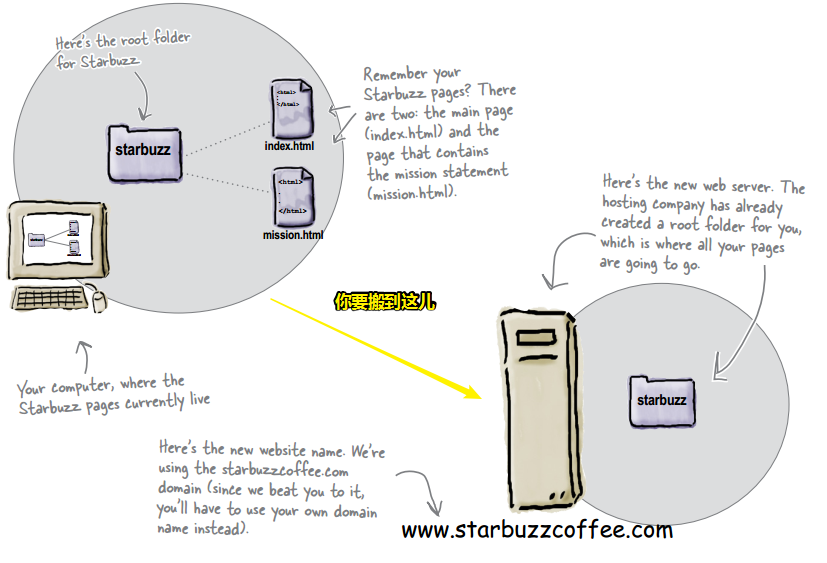 Here's the root folder
for Starbuzz
<html>
</html>
index.html
starbuzz
<html>
</html>
mission.html
Remember your
Starbuzz pages? There
are two: the main page
(index.html) and the
page that contains
the mission statement
(mission.html).
Here's the new web server. The
hosting company has already
created a root folder for you,
which is where all your pages
are going to go.
你要搬到这儿
starbuzz
Your computer, where the
Starbuzz pages currently live
Here's the new website name. We're
using the starbuzzcoffee.com
domain (since we beat you to it,
you'll have to use your own domain
name instead).
www.starbuzzcoffee.com